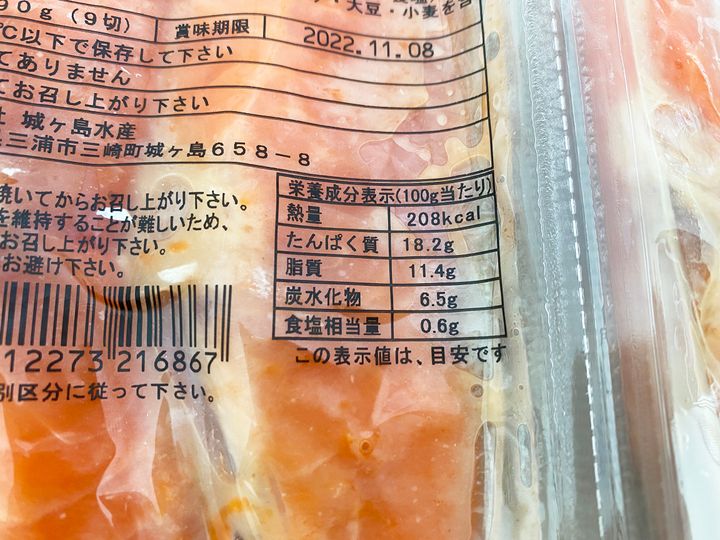 90g (9切)
賞味期限
2022.11.08
・大豆・小麦を含
℃以下で保存して下さい
てありません
てお召し上がり下さい
社 城ヶ島水産
三浦市三崎町城ヶ島658-8
焼いてからお召し上がり下さい。
を維持することが難しいため、
お召し上がり下さい。
お避け下さい。
栄養成分表示(100g当たり)
熱量 208kcal
たんぱく質 18.2g
脂質 11.4g
炭水化物 6.5g
食塩相当量 0.6g
この表示値は、目安です
12273 216867
別区分に従って下さい。